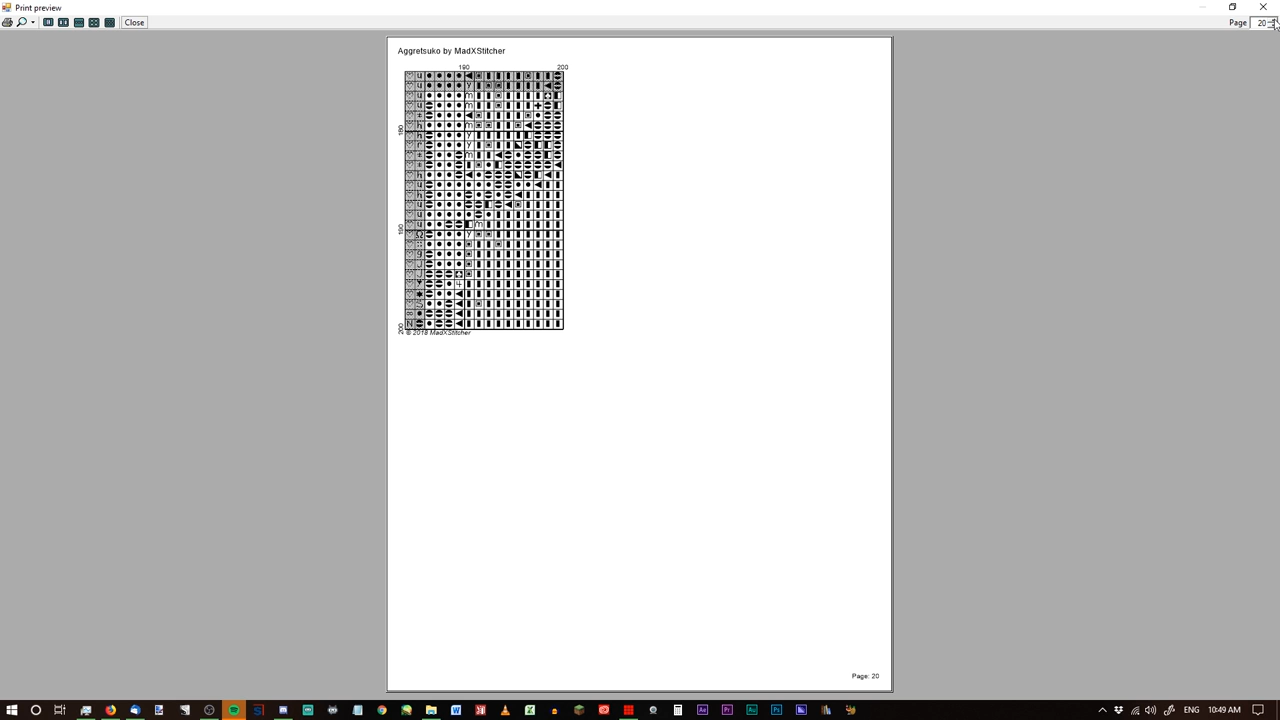 Print preview
Close
Page 20
Aggretsuko by MadXStitcher
190 200
180
190
200
© 2018 MadXStitcher
Page: 20
ENG 10:49 AM